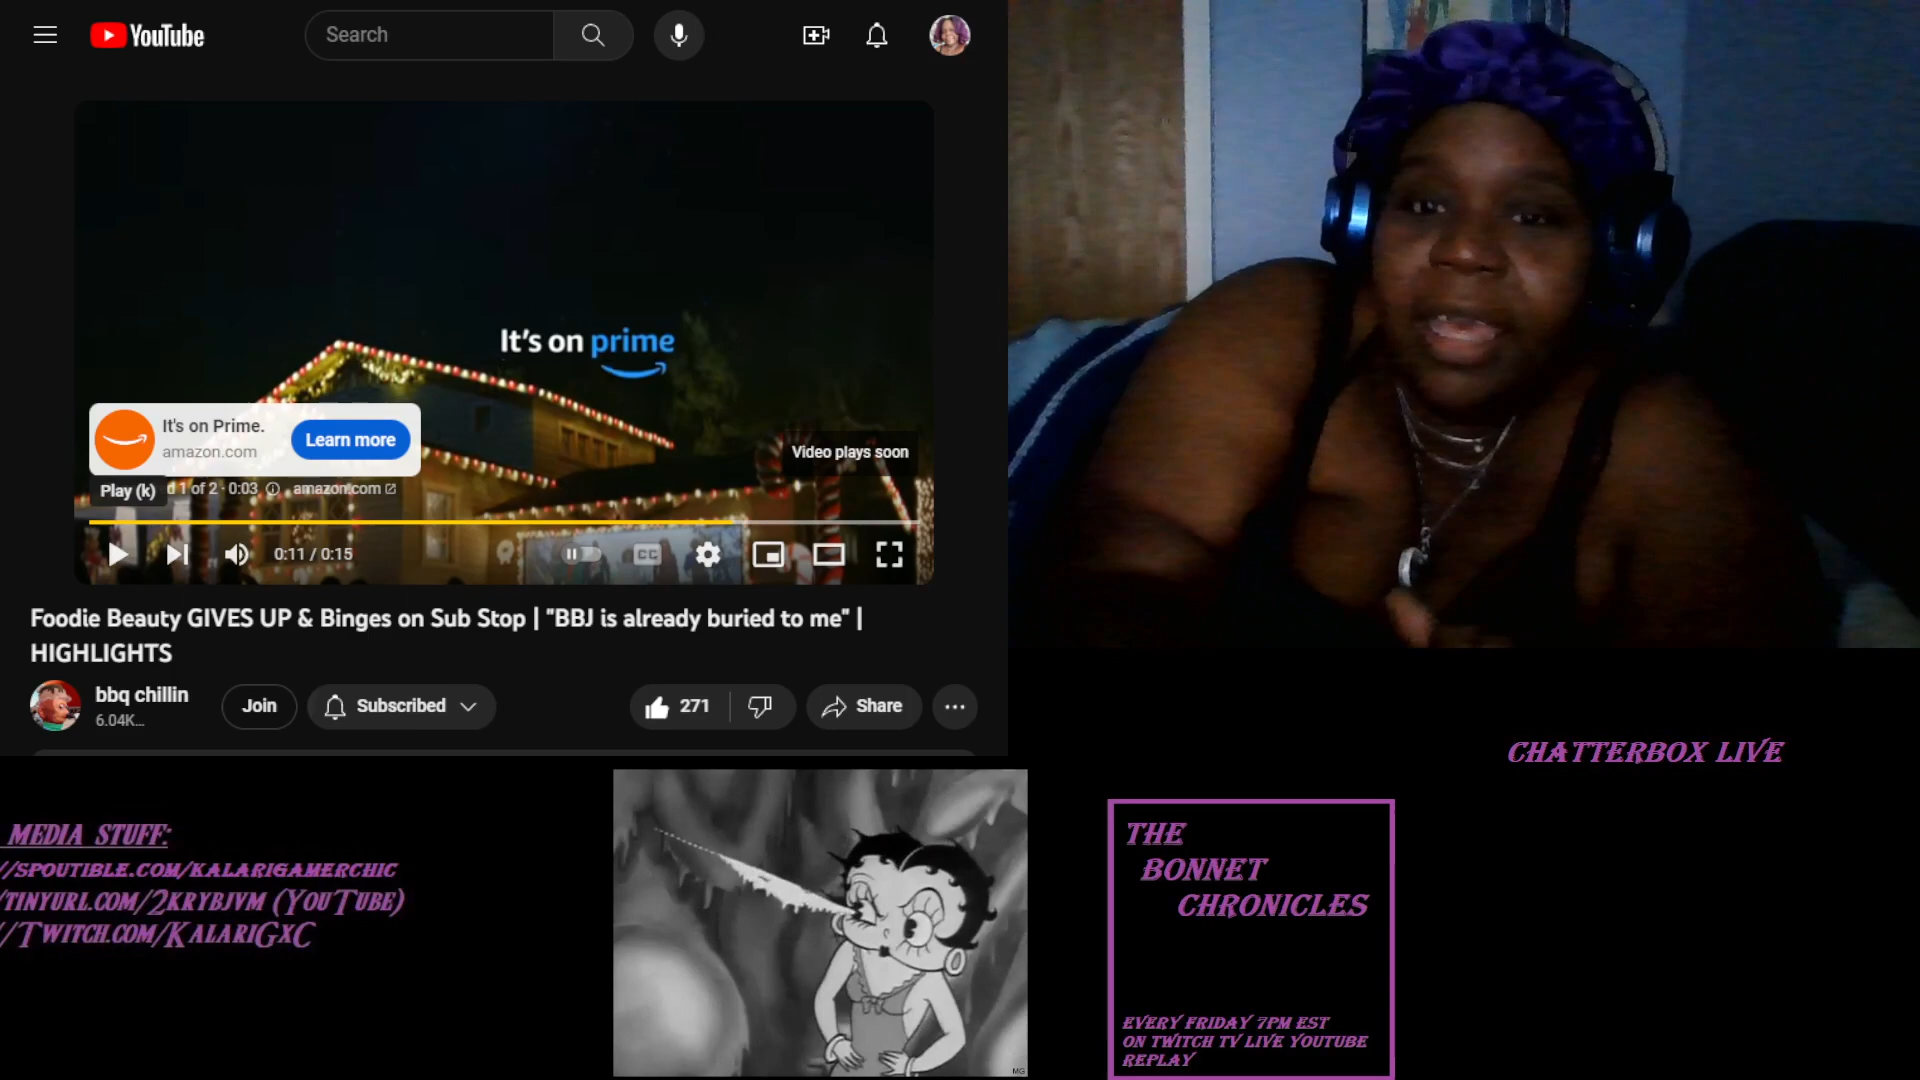 YouTube
Search
It's on prime
It's on Prime.
amazon.com
Learn more
Video plays soon
Play (k)
d 1 of 2 · 0:03
amazon.com
0:11 / 0:15
CC
Foodie Beauty GIVES UP & Binges on Sub Stop | "BBJ is already buried to me" |
HIGHLIGHTS
bbq chillin
6.04K...
Join
Subscribed
271
Share
CHATTERBOX LIVE
MEDIA STUFF:
//SPOUTIBLE.COM/KALARIGAMERCHIC
/TINYURL.COM/2KRYBJVM (YOUTUBE)
//TWITCH.COM/KALARIGXC
THE
BONNET
CHRONICLES
EVERY FRIDAY 7PM EST
ON TWITCH TV LIVE YOUTUBE
REPLAY
MG